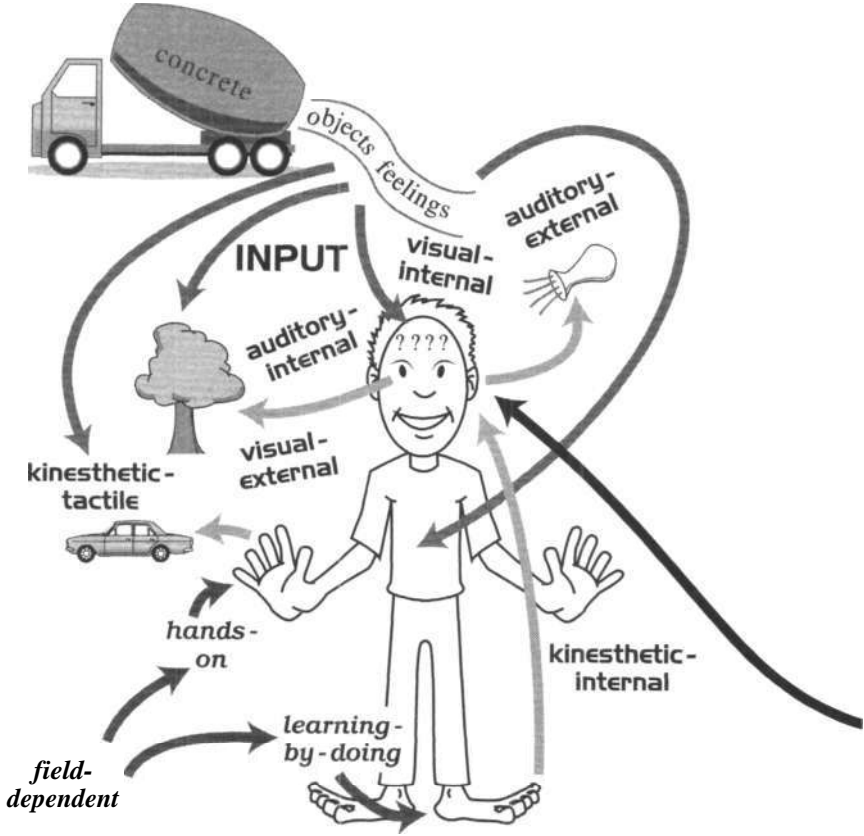 concrete
objects feelings
auditory-
external
visual-
internal
INPUT
????
auditory-
internal
visual-
external
kinesthetic-
tactile
hands-
on
kinesthetic-
internal
learning-
by-doing
field-
dependent